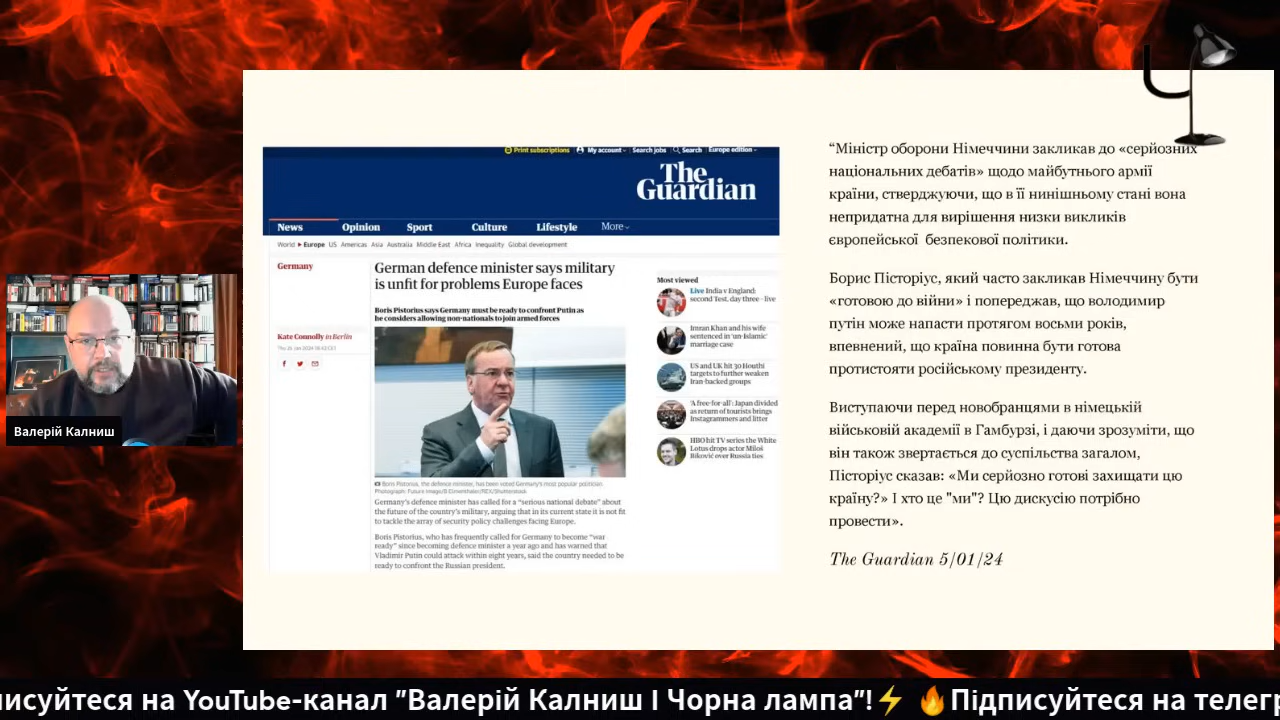 Print subscriptions My account Search jobs Search Europe edition
The
Guardian
News Opinion Sport Culture Lifestyle More
World Europe US Americas Asia Australia Middle East Africa Inequality Global development
Germany
German defence minister says military
is unfit for problems Europe faces
Boris Pistorius says Germany must be ready to confront Putin as
he considers allowing non-nationals to join armed forces
Kate Connolly in Berlin
Boris Pistorius, the defence minister, has been voted Germany's most popular politician.
Germany's defence minister has called for a “serious national debate” about
the future of the country's military, arguing that in its current state it is not fit
to tackle the array of security policy challenges facing Europe.
Boris Pistorius, who has frequently called for Germany to become “war
ready” since becoming defence minister a year ago and has warned that
Vladimir Putin could attack within eight years, said the country needed to be
ready to confront the Russian president.
Most viewed
Live India v England:
second Test, day three – live
Imran Khan and his wife
sentenced in 'un-Islamic'
marriage case
US and UK hit 30 Houthi
targets to further weaken
Iran-backed groups
'A free-for-all': Japan divided
as return of tourists brings
Instagrammers and litter
HBO hit TV series the White
Lotus drops actor Miloš
Biković over Russia ties
“Міністр оборони Німеччини закликав до «серйозних
національних дебатів» щодо майбутнього армії
країни, стверджуючи, що в її нинішньому стані вона
непридатна для вирішення низки викликів
європейської безпекової політики.
Борис Пісторіус, який часто закликав Німеччину бути
«готовою до війни» і попереджав, що володимир
путін може напасти протягом восьми років,
впевнений, що країна повинна бути готова
протистояти російському президенту.
Виступаючи перед новобранцями в німецькій
військовій академії в Гамбурзі, і даючи зрозуміти, що
він також звертається до суспільства загалом,
Пісторіус сказав: «Ми серйозно готові захищати цю
країну?» І хто це "ми"? Цю дискусію потрібно
провести».
The Guardian 5/01/24
Валерій Калниш
писуйтеся на YouTube-канал "Валерій Калниш І Чорна лампа"!⚡ 🔥Підписуйтеся на телегр